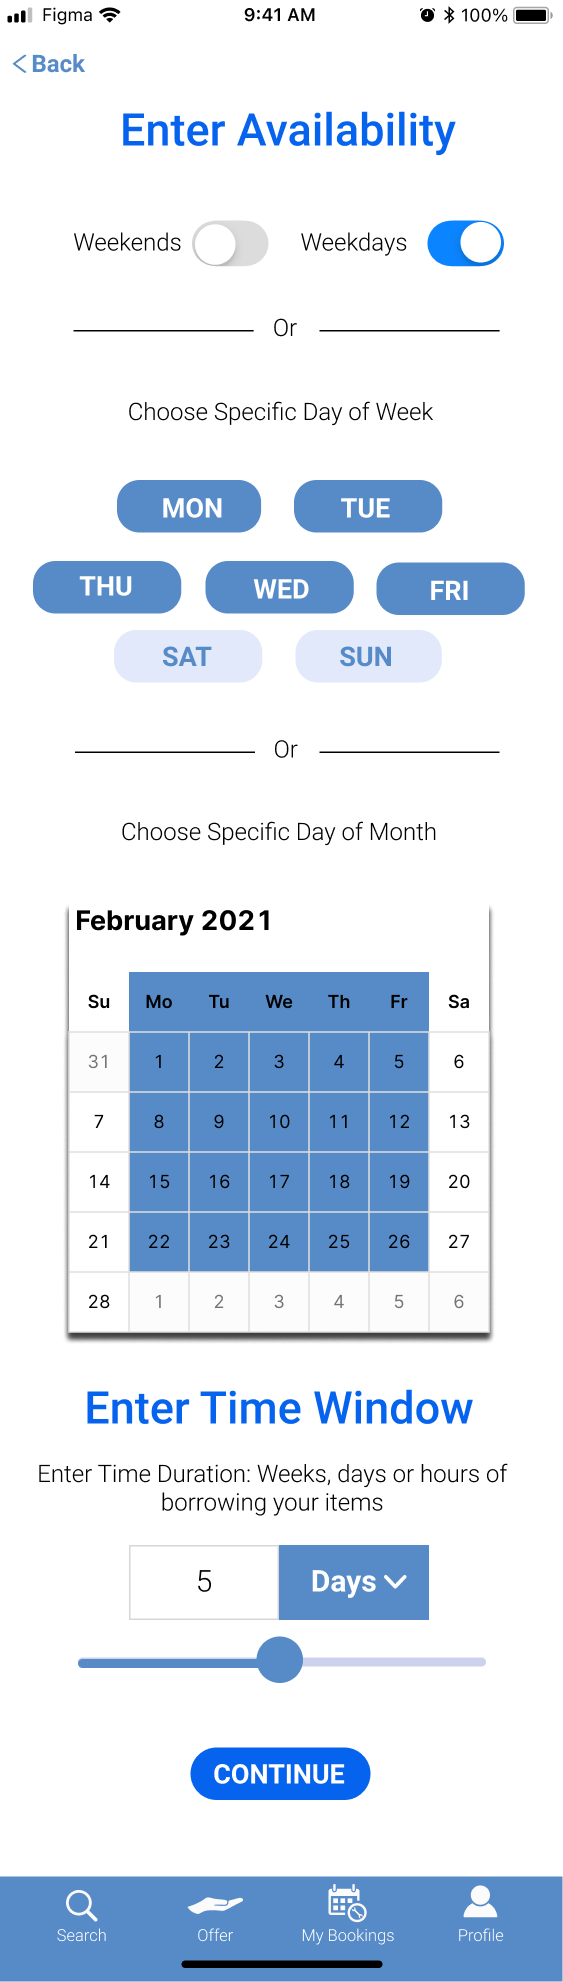 Figma 9:41 AM 100%
Back
Enter Availability
Weekends Weekdays
Or
Choose Specific Day of Week
MON TUE
THU WED FRI
SAT SUN
Or
Choose Specific Day of Month
February 2021
Su Mo Tu We Th Fr Sa
31 1 2 3 4 5 6
7 8 9 10 11 12 13
14 15 16 17 18 19 20
21 22 23 24 25 26 27
28 1 2 3 4 5 6
Enter Time Window
Enter Time Duration: Weeks, days or hours of
borrowing your items
5 Days
CONTINUE
Search Offer My Bookings Profile